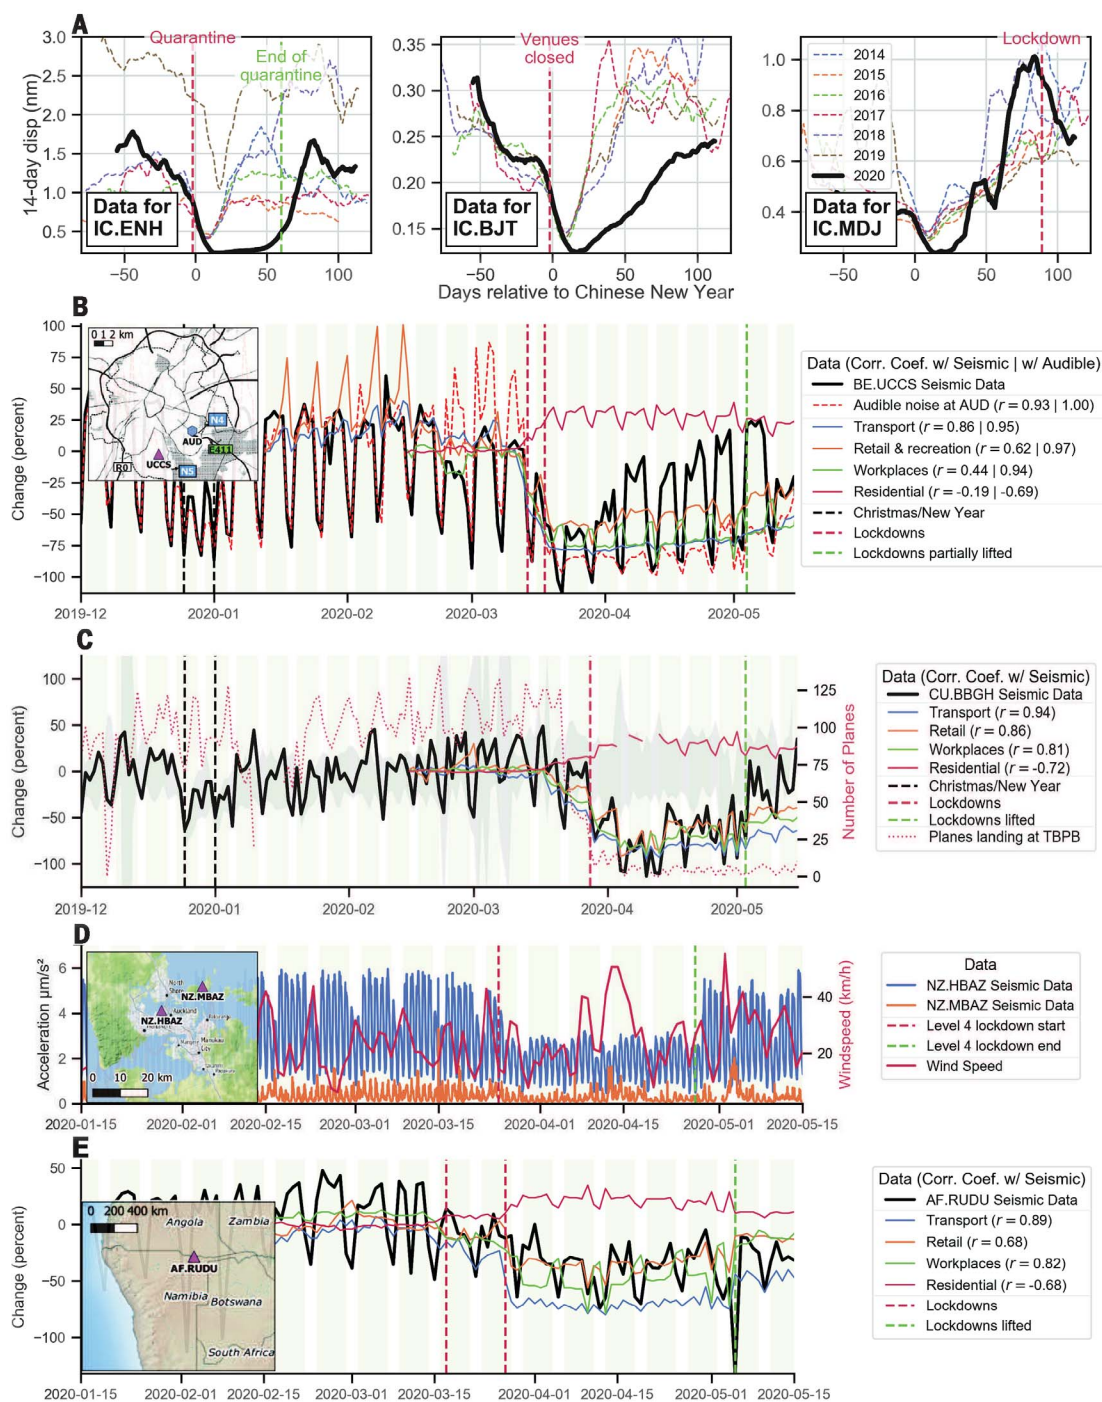 A
Quarantine
End of
quarantine
14-day disp (nm)
3.0
2.5
2.0
1.5
1.0
0.5
Data for
IC.ENH
−50
0
50
100
Venues
closed
0.35
0.30
0.25
0.20
0.15
Data for
IC.BJT
−50
0
50
100
Days relative to Chinese New Year
Lockdown
1.0
0.8
0.6
0.4
2014
2015
2016
2017
2018
2019
2020
Data for
IC.MDJ
−50
0
50
100
B
Change (percent)
100
75
50
25
0
−25
−50
−75
−100
0 1 2 km
N4
AUD
E411
UCCS
R0
N5
2019-12
2020-01
2020-02
2020-03
2020-04
2020-05
Data (Corr. Coef. w/ Seismic | w/ Audible)
BE.UCCS Seismic Data
Audible noise at AUD (r = 0.93 | 1.00)
Transport (r = 0.86 | 0.95)
Retail & recreation (r = 0.62 | 0.97)
Workplaces (r = 0.44 | 0.94)
Residential (r = -0.19 | -0.69)
Christmas/New Year
Lockdowns
Lockdowns partially lifted
C
Change (percent)
100
50
0
−50
−100
125
100
75
50
25
0
Number of Planes
2019-12
2020-01
2020-02
2020-03
2020-04
2020-05
Data (Corr. Coef. w/ Seismic)
CU.BBGH Seismic Data
Transport (r = 0.94)
Retail (r = 0.86)
Workplaces (r = 0.81)
Residential (r = -0.72)
Christmas/New Year
Lockdowns
Lockdowns lifted
Planes landing at TBPB
D
Acceleration μm/s²
6
4
2
0
North
NZ.MBAZ
Auckland
NZ.HBAZ
Manukau
City
0 10 20 km
40
20
Windspeed (km/h)
2020-01-15
2020-02-01
2020-02-15
2020-03-01
2020-03-15
2020-04-01
2020-04-15
2020-05-01
2020-05-15
Data
NZ.HBAZ Seismic Data
NZ.MBAZ Seismic Data
Level 4 lockdown start
Level 4 lockdown end
Wind Speed
E
Change (percent)
50
0
−50
−100
0 200 400 km
Angola
Zambia
AF.RUDU
Namibia
Botswana
South Africa
2020-01-15
2020-02-01
2020-02-15
2020-03-01
2020-03-15
2020-04-01
2020-04-15
2020-05-01
2020-05-15
Data (Corr. Coef. w/ Seismic)
AF.RUDU Seismic Data
Transport (r = 0.89)
Retail (r = 0.68)
Workplaces (r = 0.82)
Residential (r = -0.68)
Lockdowns
Lockdowns lifted